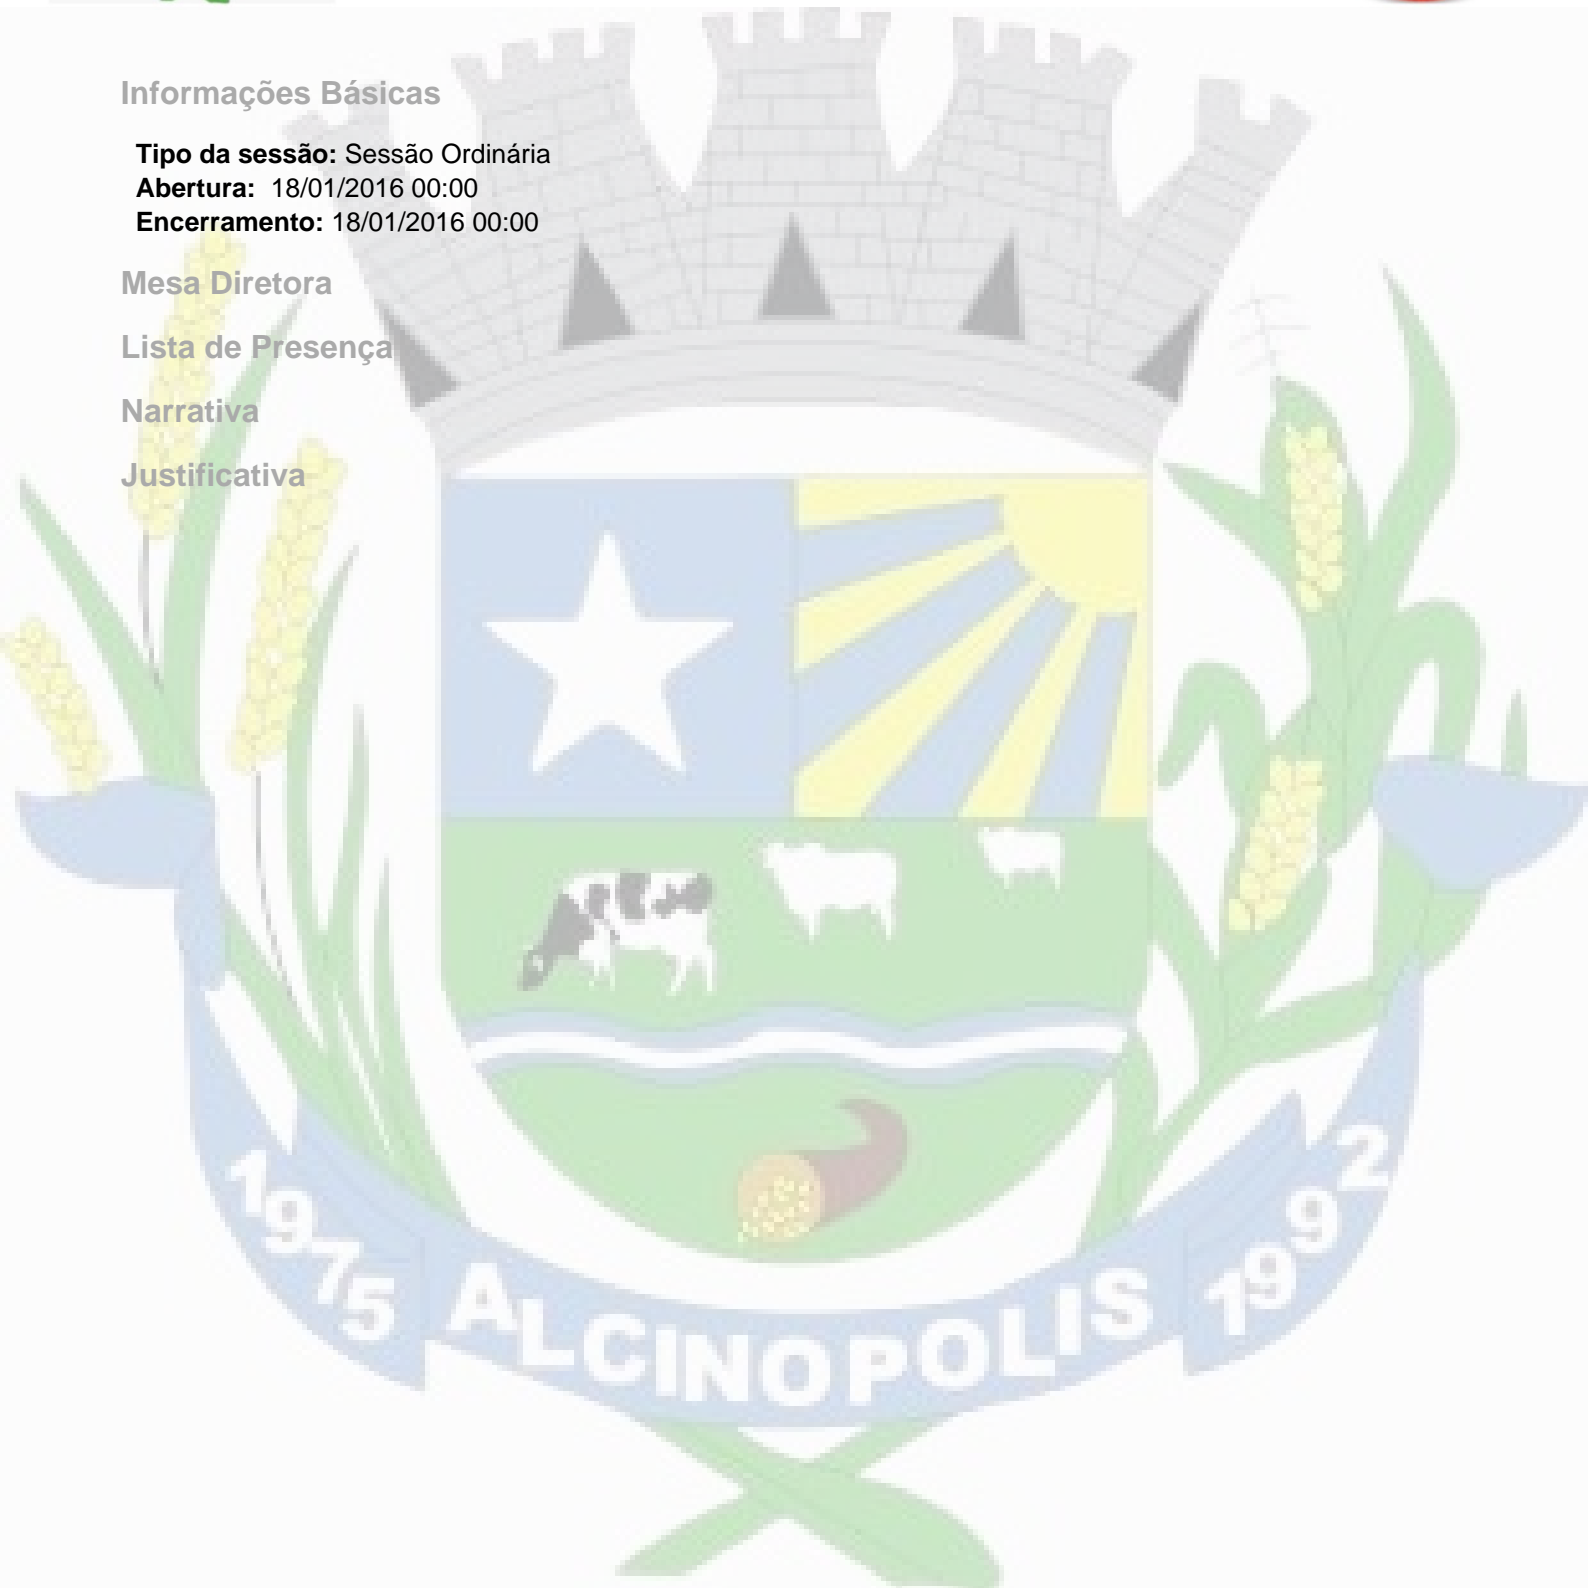 Informações Básicas
Tipo da sessão: Sessão Ordinária
Abertura: 18/01/2016 00:00
Encerramento: 18/01/2016 00:00
Mesa Diretora
Lista de Presença
Narrativa
Justificativa
1975 ALCINOPOLIS 1992